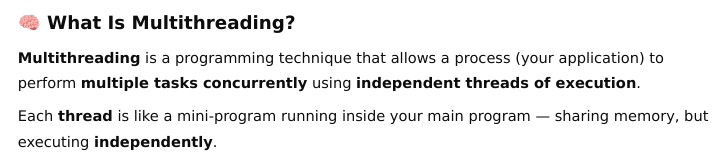 🧠 What Is Multithreading?
Multithreading is a programming technique that allows a process (your application) to
perform multiple tasks concurrently using independent threads of execution.
Each thread is like a mini-program running inside your main program — sharing memory, but
executing independently.